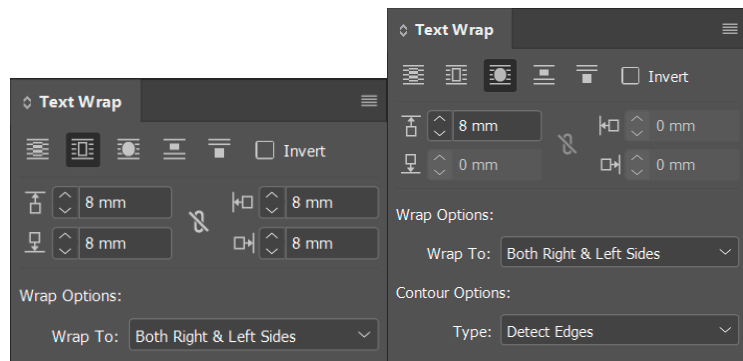 Text Wrap
Invert
8 mm
8 mm
8 mm
8 mm
Wrap Options:
Wrap To: Both Right & Left Sides
Text Wrap
Invert
8 mm
0 mm
0 mm
0 mm
Wrap Options:
Wrap To: Both Right & Left Sides
Contour Options:
Type: Detect Edges